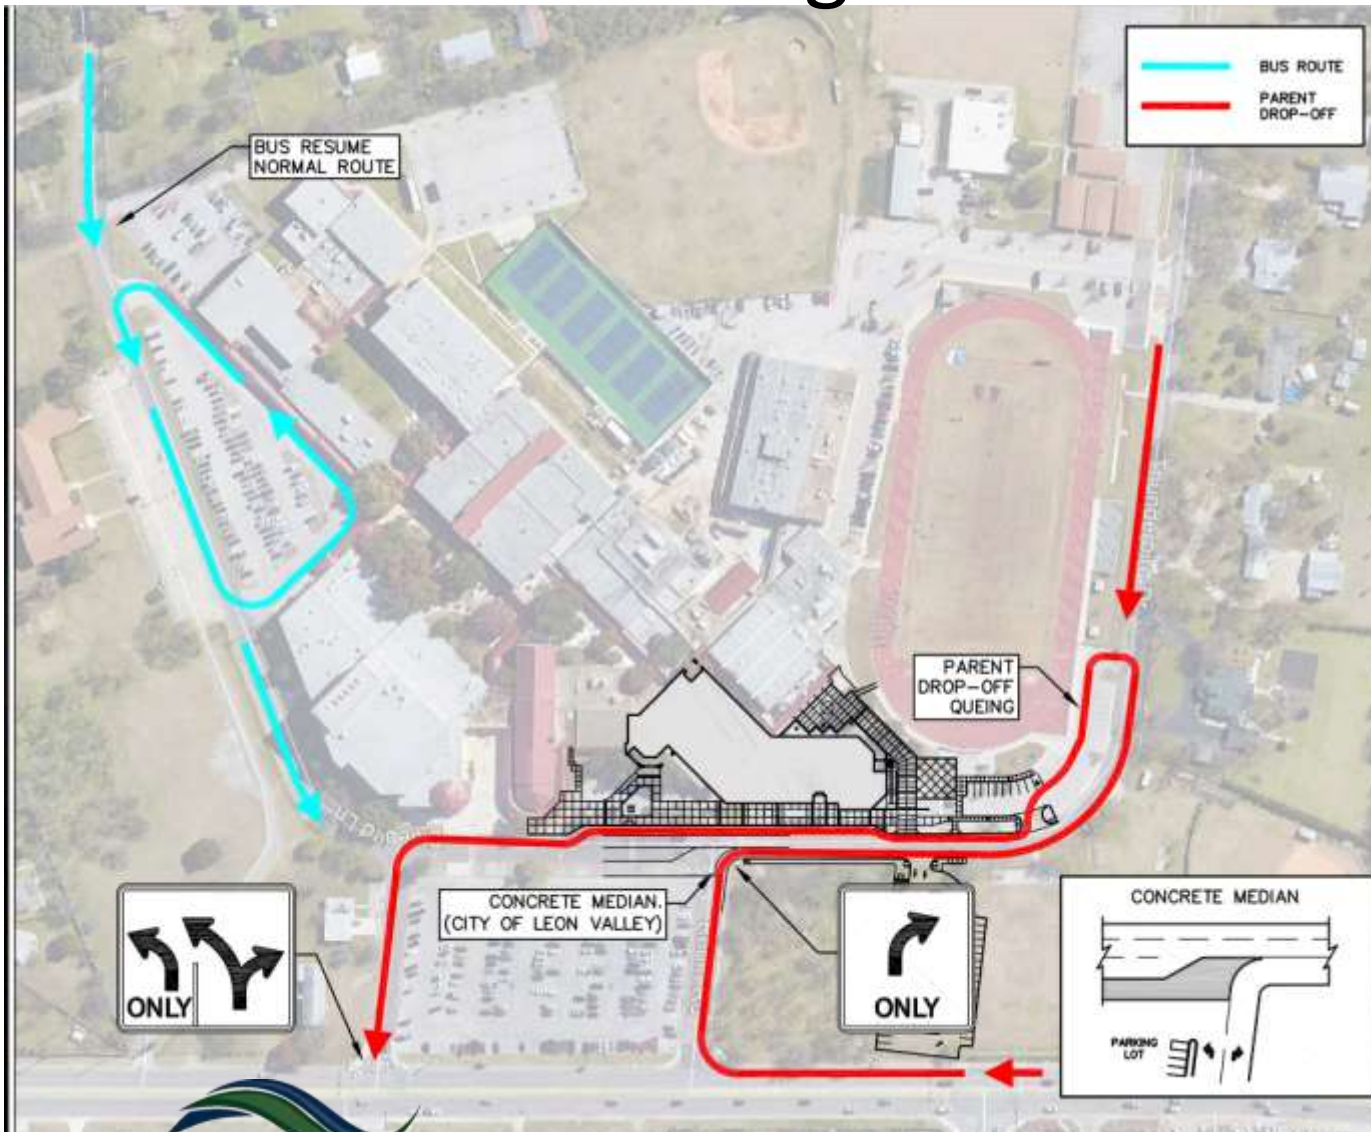 BUS ROUTE
PARENT
DROP-OFF
BUS RESUME
NORMAL ROUTE
PARENT
DROP-OFF
QUEING
CONCRETE MEDIAN.
(CITY OF LEON VALLEY)
ONLY
ONLY
CONCRETE MEDIAN
PARKING
LOT